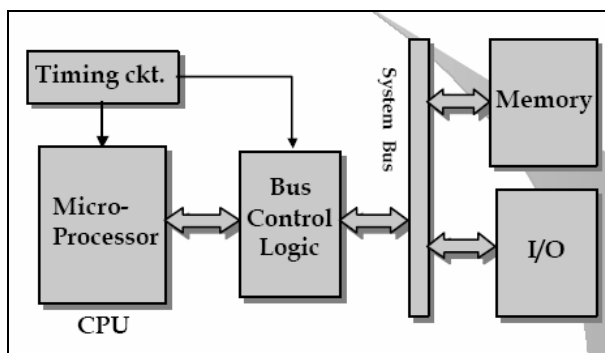 Timing ckt.
System Bus
Memory
Micro-
Processor
Bus
Control
Logic
I/O
CPU